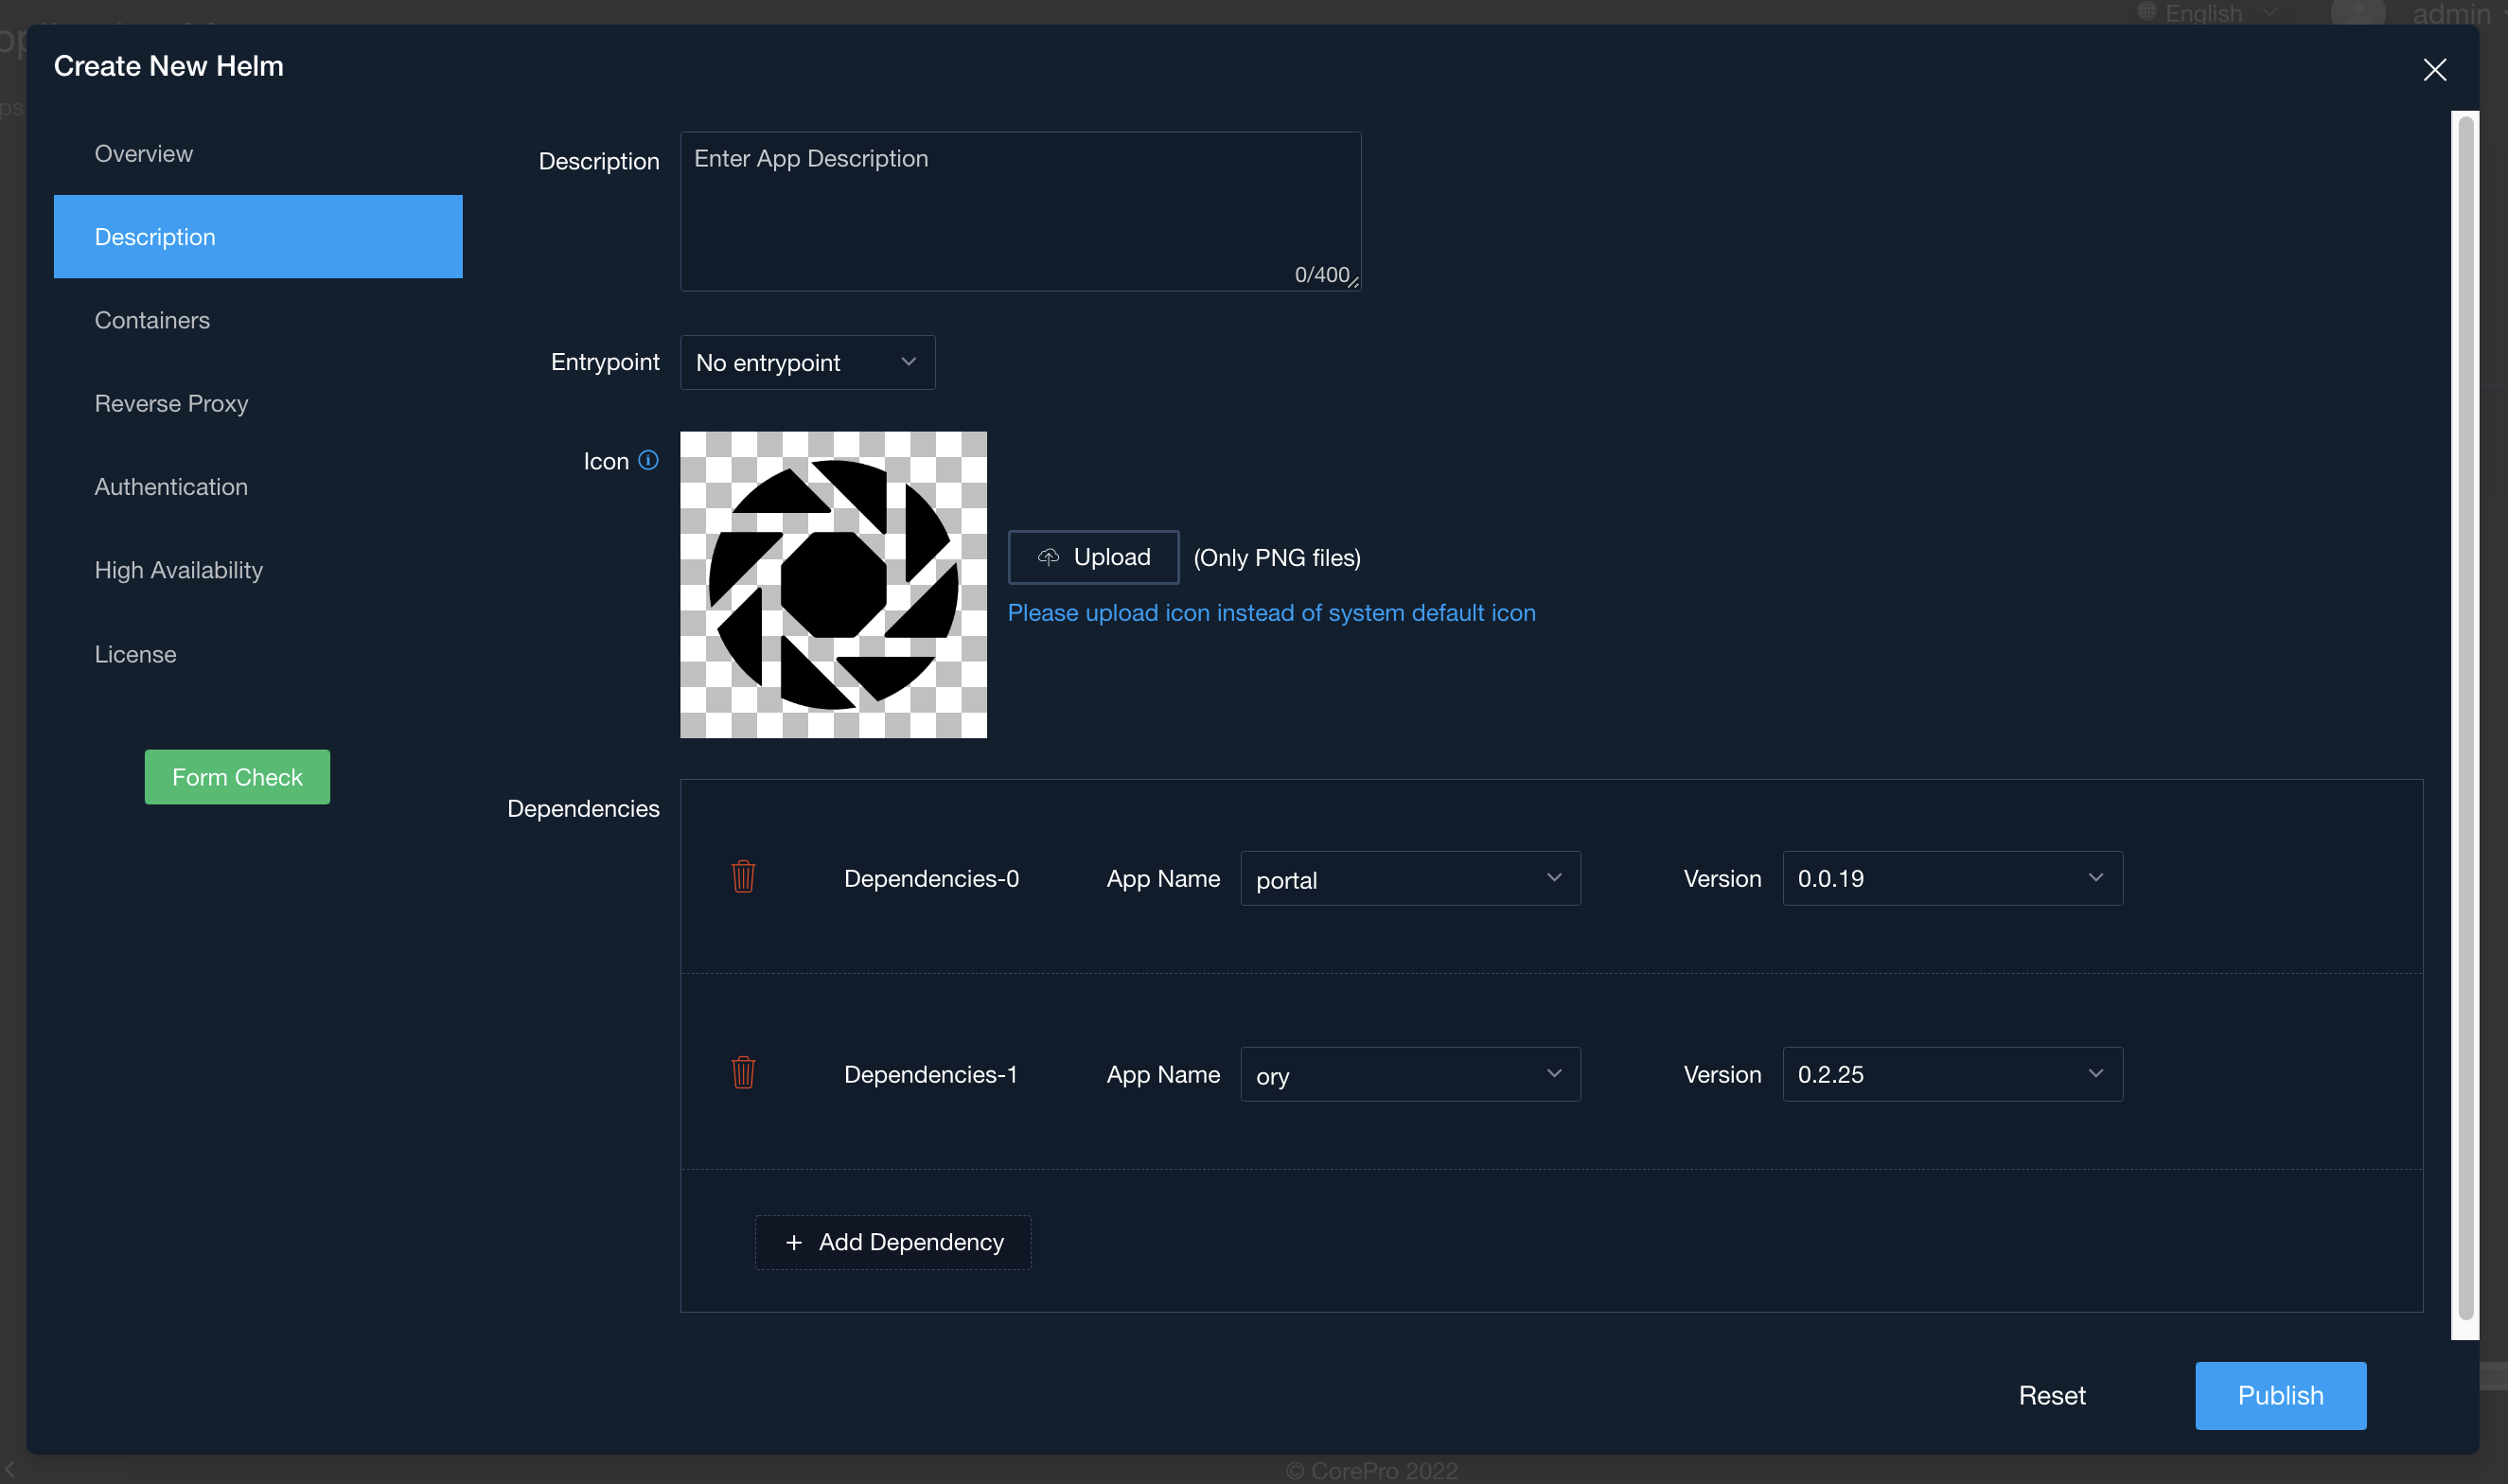 English
admin
Create New Helm
Overview
Description
Containers
Reverse Proxy
Authentication
High Availability
License
Form Check
Description
Enter App Description
0/400
Entrypoint
No entrypoint
Icon
Upload
(Only PNG files)
Please upload icon instead of system default icon
Dependencies
Dependencies-0
App Name
portal
Version
0.0.19
Dependencies-1
App Name
ory
Version
0.2.25
+ Add Dependency
Reset
Publish
© CorePro 2022